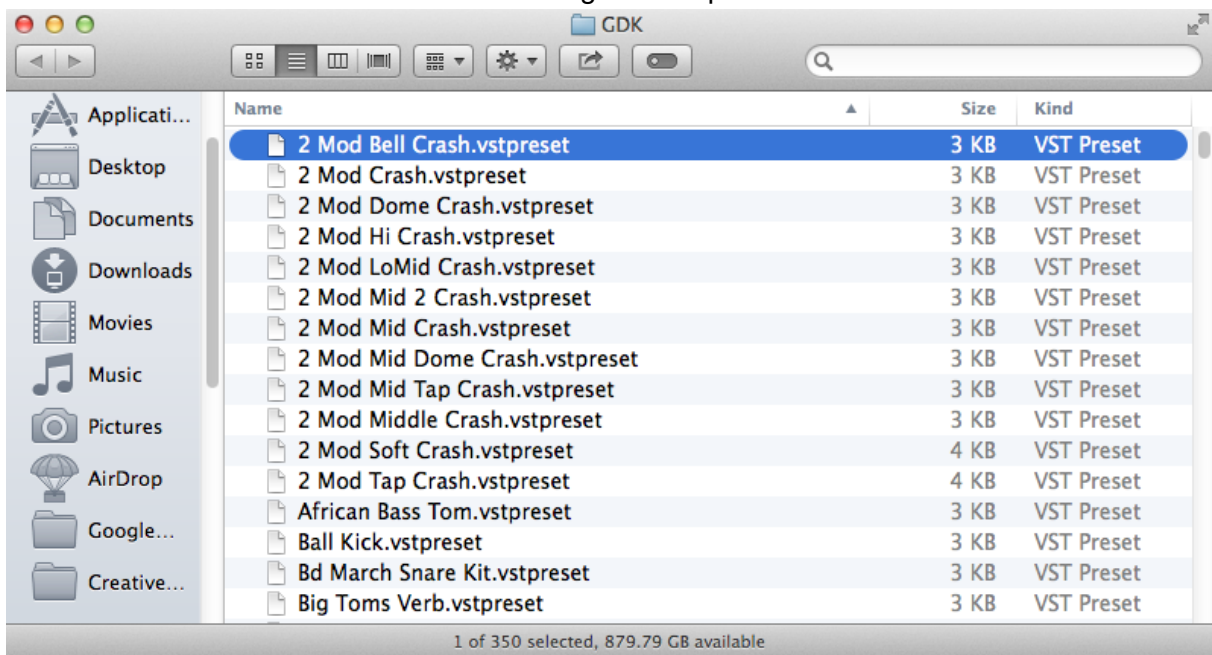 GDK
Name Size Kind
Applicati...
Desktop
Documents
Downloads
Movies
Music
Pictures
AirDrop
Google...
Creative...
2 Mod Bell Crash.vstpreset 3 KB VST Preset
2 Mod Crash.vstpreset 3 KB VST Preset
2 Mod Dome Crash.vstpreset 3 KB VST Preset
2 Mod Hi Crash.vstpreset 3 KB VST Preset
2 Mod LoMid Crash.vstpreset 3 KB VST Preset
2 Mod Mid 2 Crash.vstpreset 3 KB VST Preset
2 Mod Mid Crash.vstpreset 3 KB VST Preset
2 Mod Mid Dome Crash.vstpreset 3 KB VST Preset
2 Mod Mid Tap Crash.vstpreset 3 KB VST Preset
2 Mod Middle Crash.vstpreset 3 KB VST Preset
2 Mod Soft Crash.vstpreset 4 KB VST Preset
2 Mod Tap Crash.vstpreset 4 KB VST Preset
African Bass Tom.vstpreset 3 KB VST Preset
Ball Kick.vstpreset 3 KB VST Preset
Bd March Snare Kit.vstpreset 3 KB VST Preset
Big Toms Verb.vstpreset 3 KB VST Preset
1 of 350 selected, 879.79 GB available